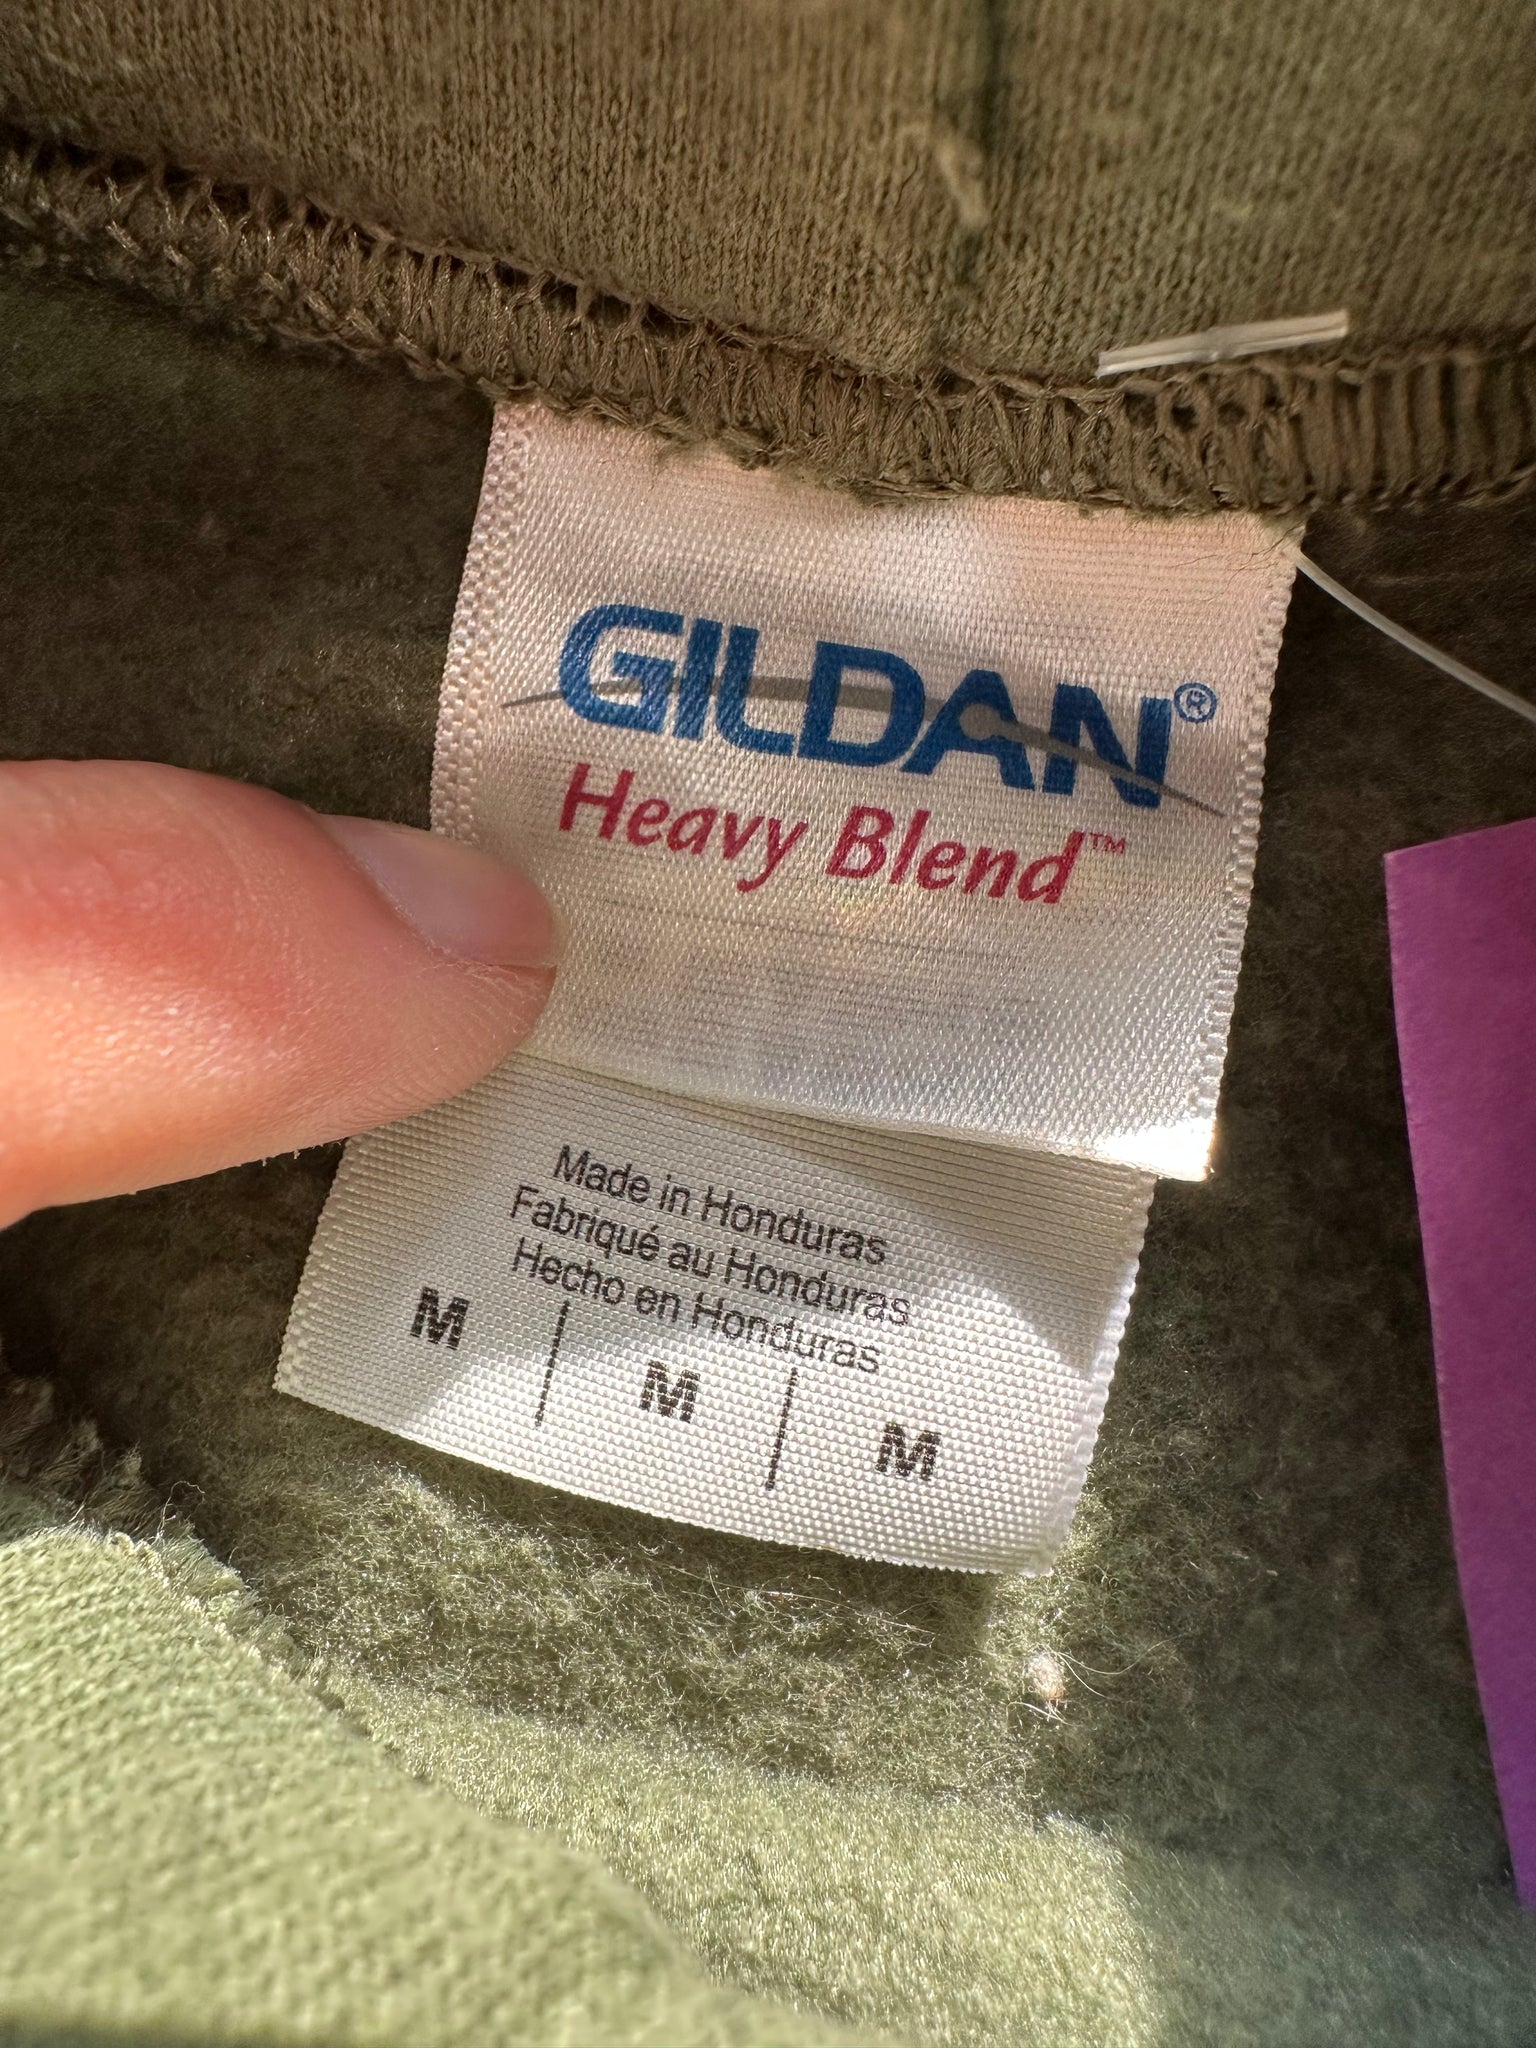 GILDAN®
Heavy Blend™
Made in Honduras
Fabriqué au Honduras
Hecho en Honduras
M | M | M